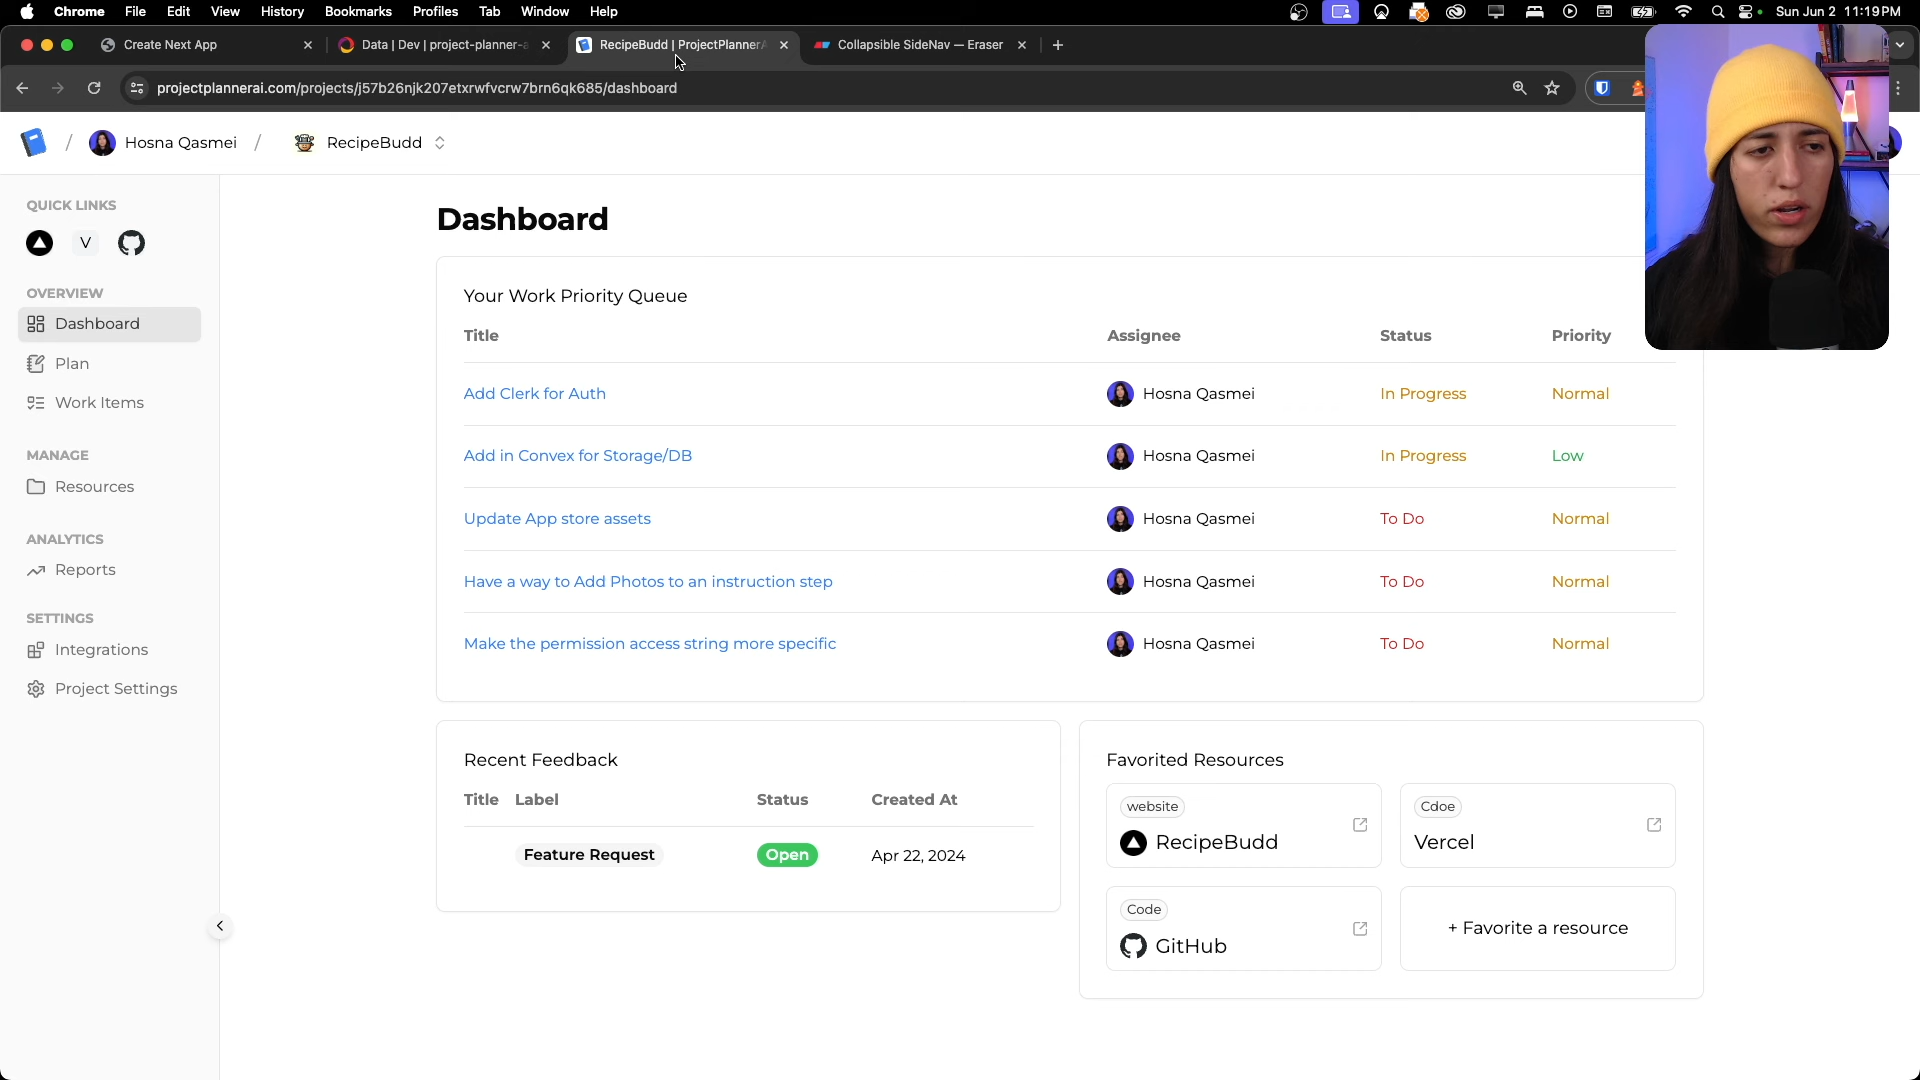 Chrome File Edit View History Bookmarks Profiles Tab Window Help Sun Jun 2 11:19 PM
Create Next App Data | Dev | project-planner-a RecipeBudd | ProjectPlannerA Collapsible SideNav — Eraser
projectplannerai.com/projects/j57b26njk207etxrwfvcrw7brn6qk685/dashboard
/ Hosna Qasmei / RecipeBudd
QUICK LINKS
V
OVERVIEW
Dashboard
Plan
Work Items
MANAGE
Resources
ANALYTICS
Reports
SETTINGS
Integrations
Project Settings
Dashboard
Your Work Priority Queue
Title Assignee Status Priority
Add Clerk for Auth Hosna Qasmei In Progress Normal
Add in Convex for Storage/DB Hosna Qasmei In Progress Low
Update App store assets Hosna Qasmei To Do Normal
Have a way to Add Photos to an instruction step Hosna Qasmei To Do Normal
Make the permission access string more specific Hosna Qasmei To Do Normal
Recent Feedback
Title Label Status Created At
Feature Request Open Apr 22, 2024
Favorited Resources
website
RecipeBudd
Cdoe
Vercel
Code
GitHub
+ Favorite a resource